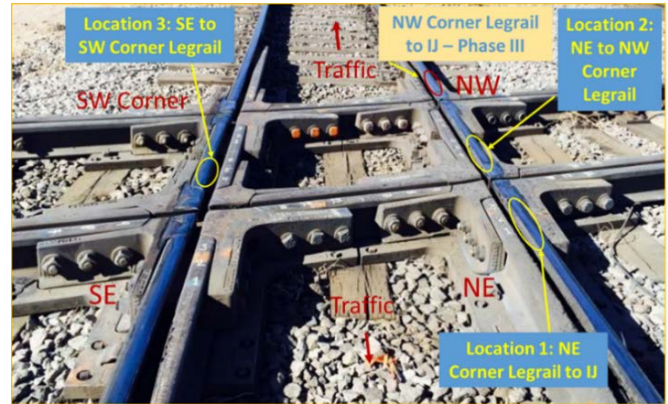 Location 3: SE to
SW Corner Legrail
NW Corner Legrail
to IJ – Phase III
Location 2:
NE to NW
Corner
Legrail
Traffic
NW
SW Corner
SE
NE
Traffic
Location 1: NE
Corner Legrail to IJ